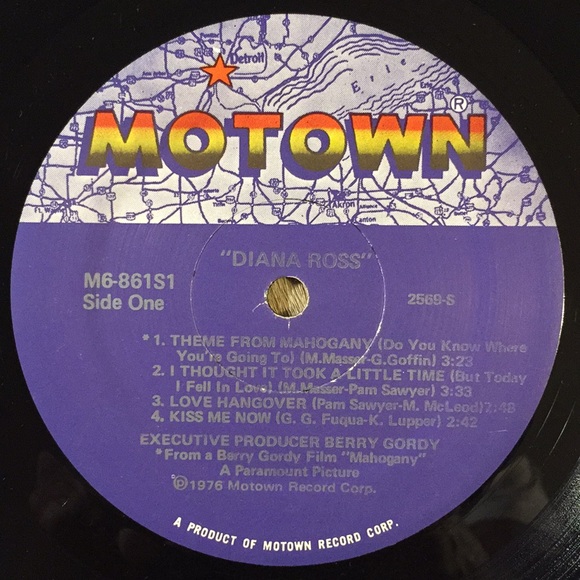 Detroit
Erie
MOTOWN®
Akron
Canton
"DIANA ROSS"
M6-861S1
Side One
2569-S
*1. THEME FROM MAHOGANY (Do You Know Where
You're Going To) (M.Masser-G.Goffin) 3:23
2. I THOUGHT IT TOOK A LITTLE TIME (But Today
I Fell In Love) (M.Masser-Pam Sawyer) 3:33
3. LOVE HANGOVER (Pam Sawyer-M. McLeod) 7:48
4. KISS ME NOW (G. G. Fuqua-K. Lupper) 2:42
EXECUTIVE PRODUCER BERRY GORDY
*From a Berry Gordy Film "Mahogany"
A Paramount Picture
℗1976 Motown Record Corp.
A PRODUCT OF MOTOWN RECORD CORP.